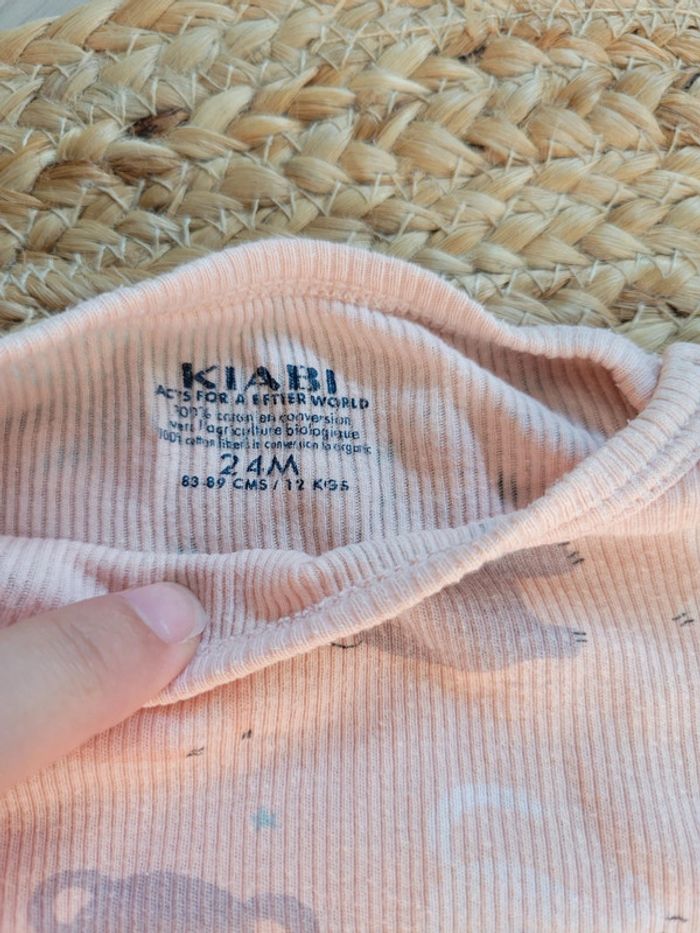 KIABI
ACTS FOR A BETTER WORLD
100% coton en conversion
vers l'agriculture biologique
100% cotton fibers in conversion to organic
24M
83-89 CMS / 12 KGS